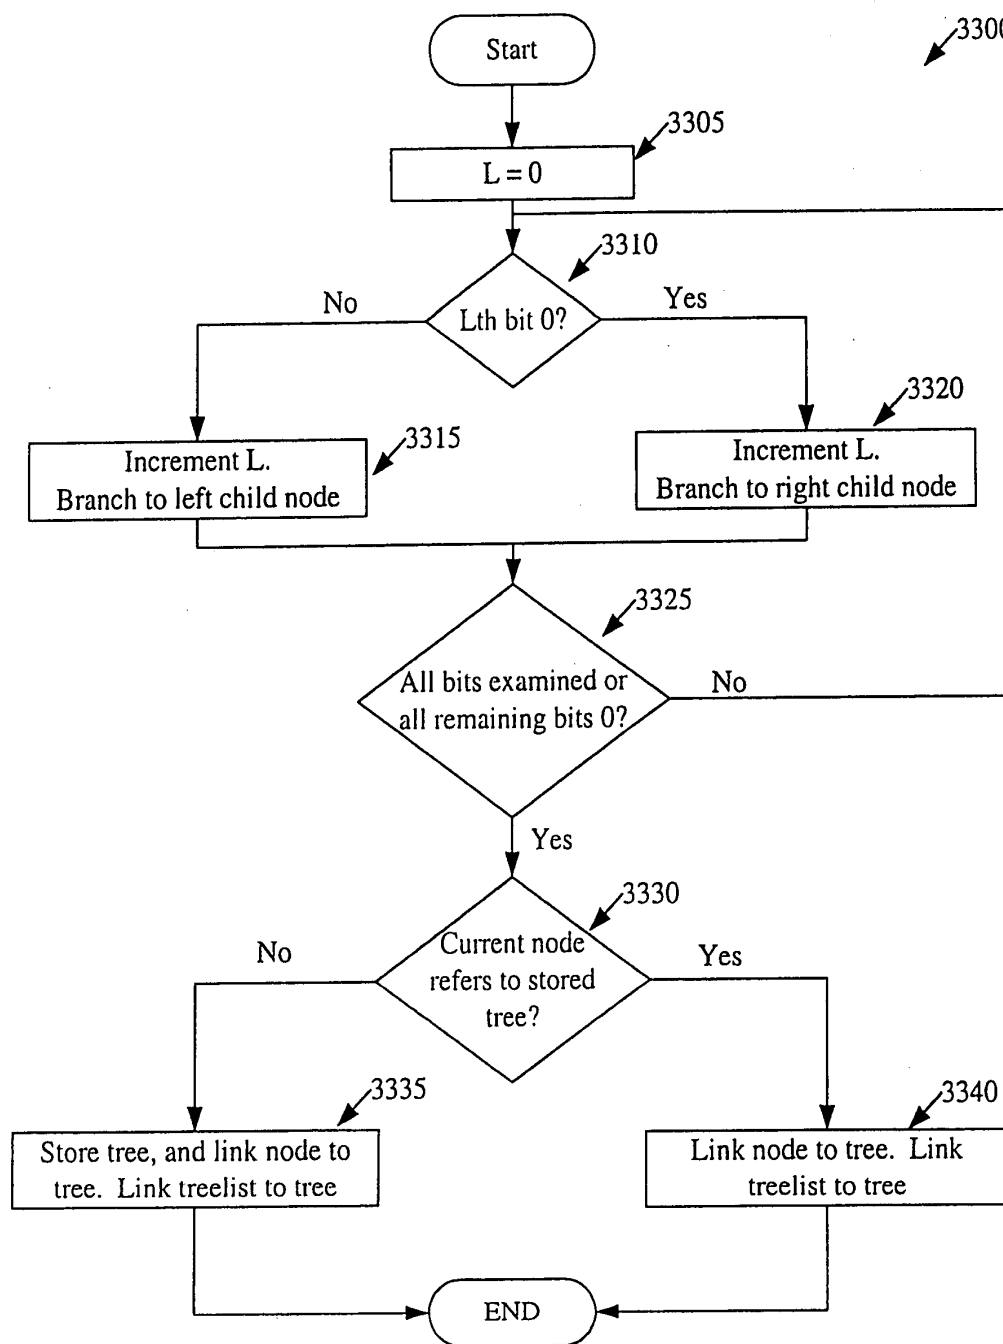 Start
3300
3305
L = 0
3310
No
Lth bit 0?
Yes
3315
3320
Increment L.
Branch to left child node
Increment L.
Branch to right child node
3325
All bits examined or
all remaining bits 0?
No
Yes
3330
No
Current node
refers to stored
tree?
Yes
3335
3340
Store tree, and link node to
tree. Link treelist to tree
Link node to tree. Link
treelist to tree
END